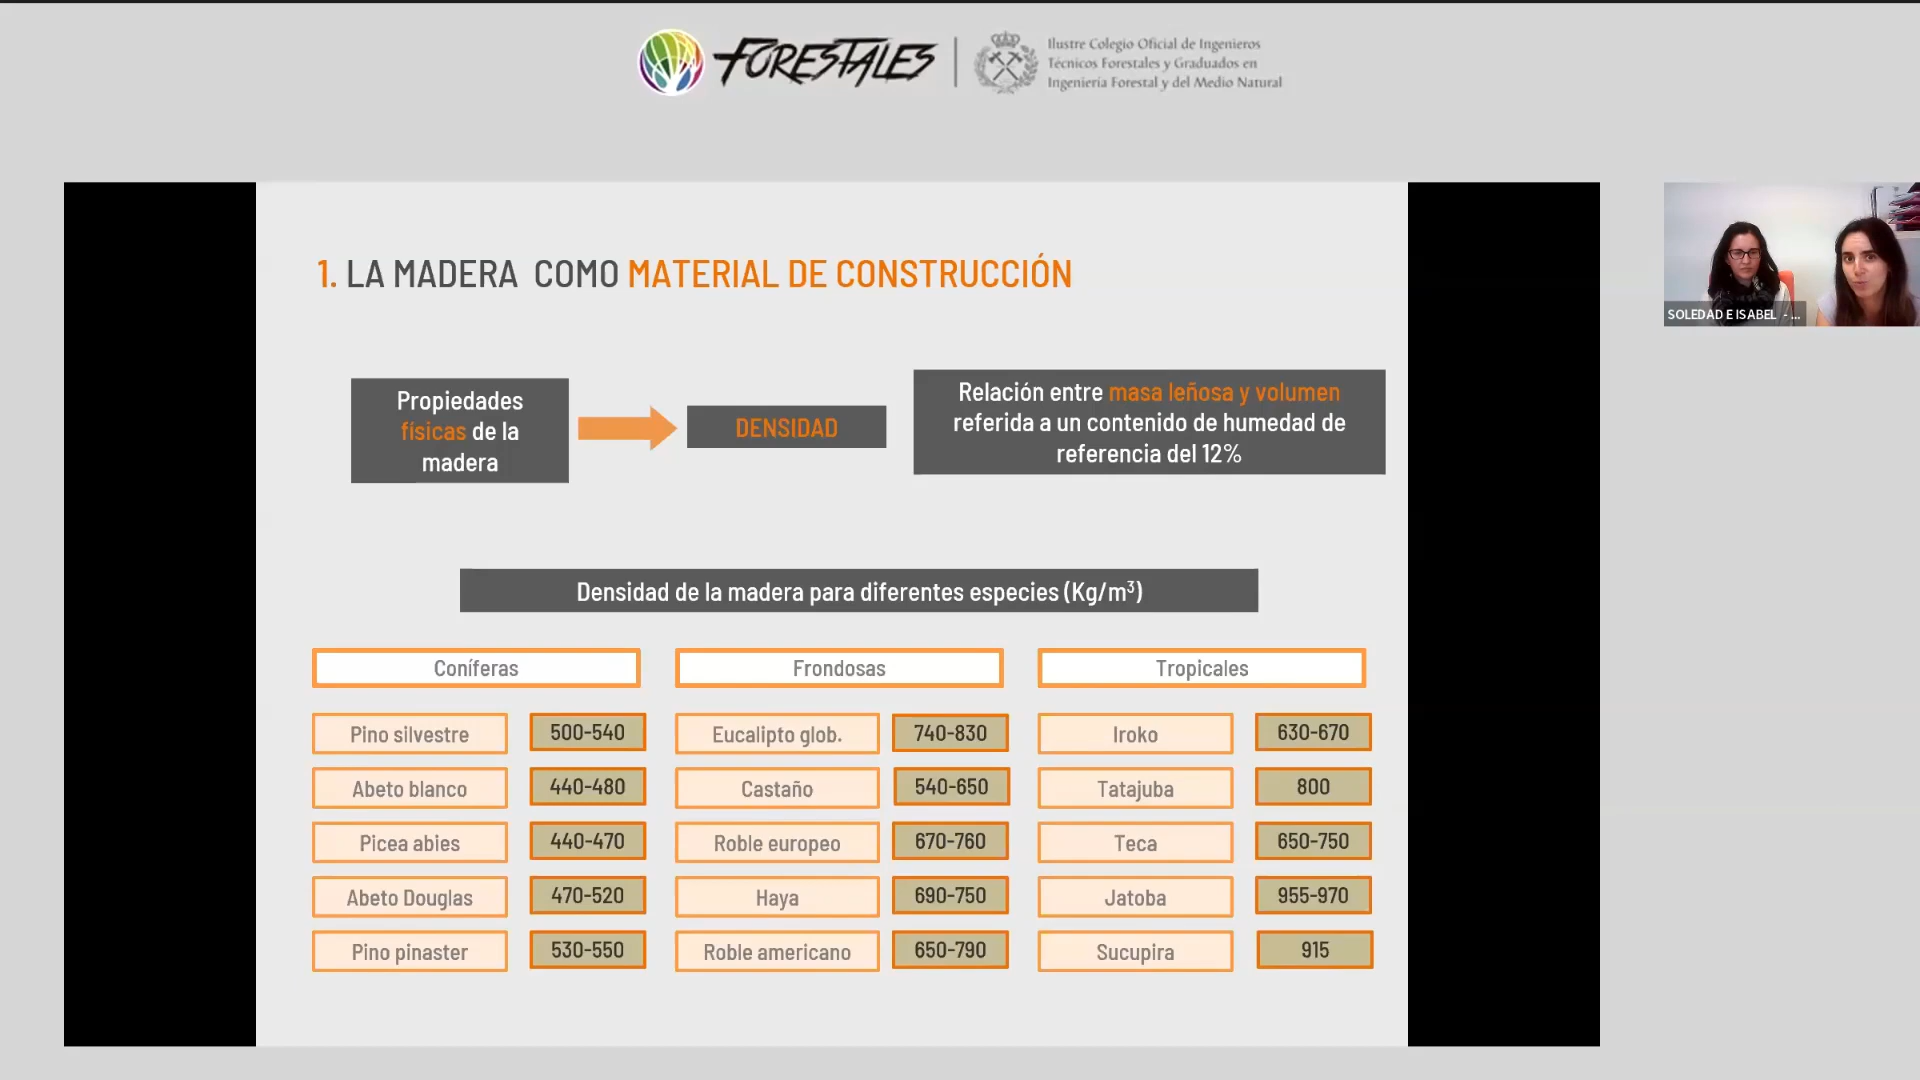 FORESTALES
Ilustre Colegio Oficial de Ingenieros
Técnicos Forestales y Graduados en
Ingeniería Forestal y del Medio Natural
1. LA MADERA COMO MATERIAL DE CONSTRUCCIÓN
Propiedades
físicas de la
madera
DENSIDAD
Relación entre masa leñosa y volumen
referida a un contenido de humedad de
referencia del 12%
Densidad de la madera para diferentes especies (Kg/m³)
Coníferas Frondosas Tropicales
Pino silvestre 500-540 Eucalipto glob. 740-830 Iroko 630-670
Abeto blanco 440-480 Castaño 540-650 Tatajuba 800
Picea abies 440-470 Roble europeo 670-760 Teca 650-750
Abeto Douglas 470-520 Haya 690-750 Jatoba 955-970
Pino pinaster 530-550 Roble americano 650-790 Sucupira 915
SOLEDAD E ISABEL - ...